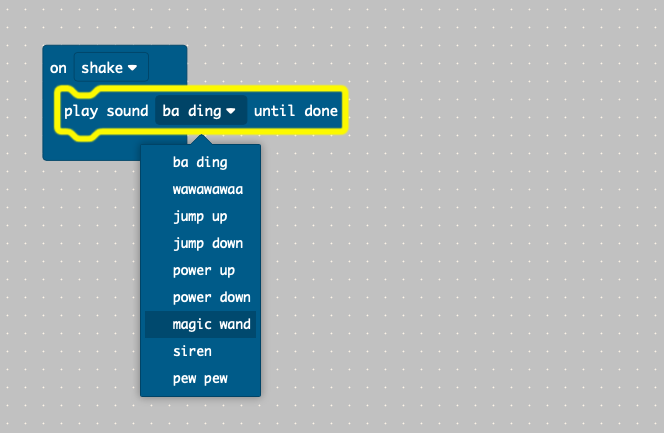 on shake
play sound ba ding until done
ba ding
wawawawaa
jump up
jump down
power up
power down
magic wand
siren
pew pew